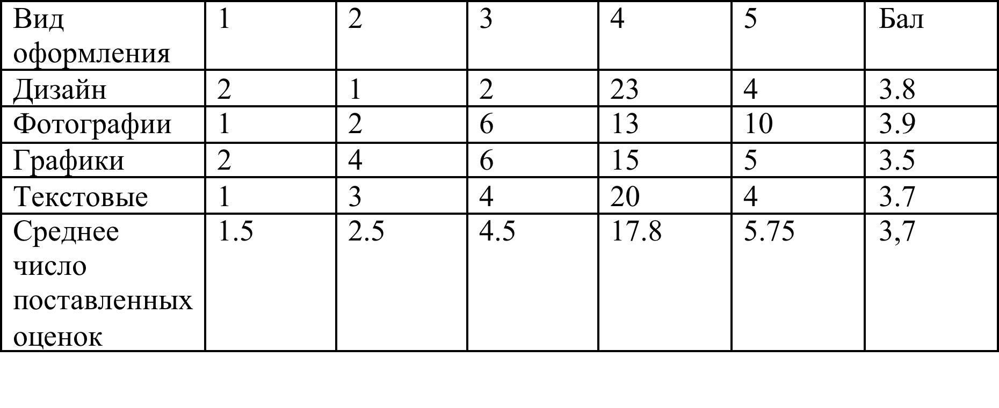 Вид 1 2 3 4 5 Бал
оформления
Дизайн 2 1 2 23 4 3.8
Фотографии 1 2 6 13 10 3.9
Графики 2 4 6 15 5 3.5
Текстовые 1 3 4 20 4 3.7
Среднее 1.5 2.5 4.5 17.8 5.75 3,7
число
поставленных
оценок